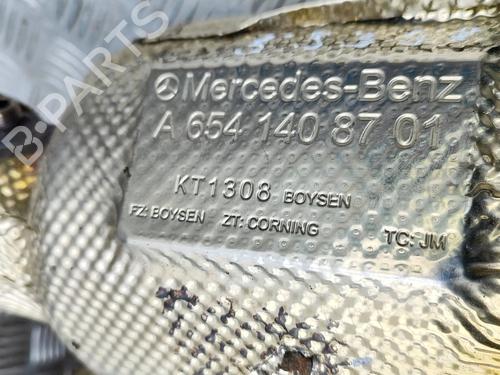 Mercedes-Benz
A 654 140 87 01
KT1308 BOYSEN
FZ: BOYSEN ZT: CORNING TC: JM
B-PARTS